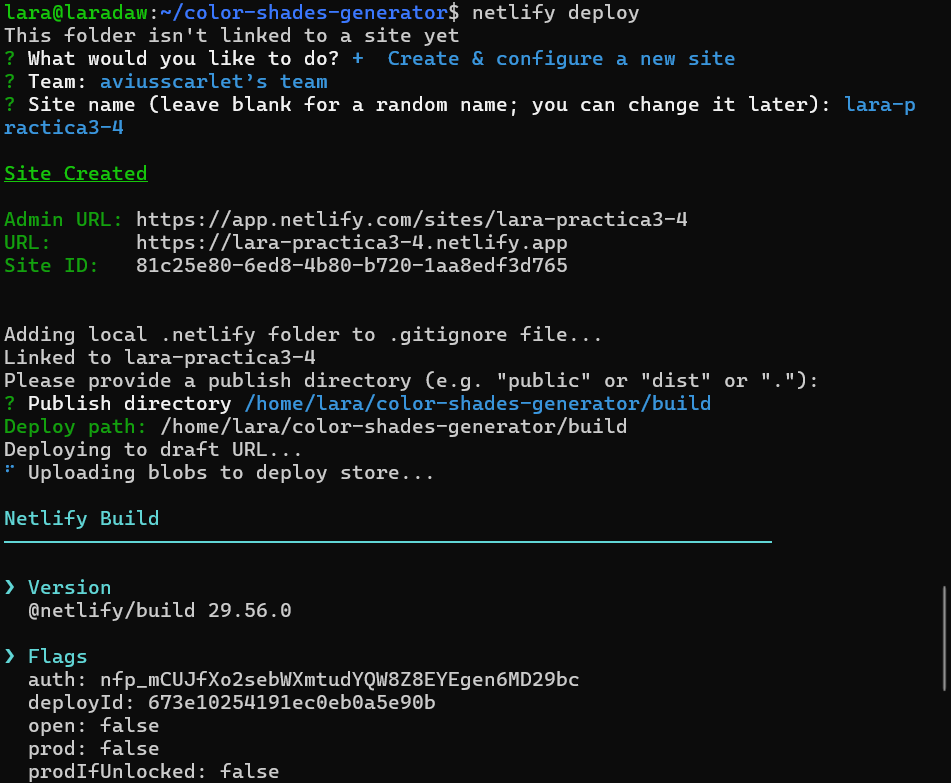 lara@laradaw:~/color-shades-generator$ netlify deploy
This folder isn't linked to a site yet
? What would you like to do? +  Create & configure a new site
? Team: aviusscarlet’s team
? Site name (leave blank for a random name; you can change it later): lara-p
ractica3-4
Site Created
Admin URL: https://app.netlify.com/sites/lara-practica3-4
URL:       https://lara-practica3-4.netlify.app
Site ID:   81c25e80-6ed8-4b80-b720-1aa8edf3d765
Adding local .netlify folder to .gitignore file...
Linked to lara-practica3-4
Please provide a publish directory (e.g. "public" or "dist" or "."):
? Publish directory /home/lara/color-shades-generator/build
Deploy path: /home/lara/color-shades-generator/build
Deploying to draft URL...
⠋ Uploading blobs to deploy store...
Netlify Build
❯ Version
@netlify/build 29.56.0
❯ Flags
auth: nfp_mCUJfXo2sebWXmtudYQW8Z8EYEgen6MD29bc
deployId: 673e10254191ec0eb0a5e90b
open: false
prod: false
prodIfUnlocked: false